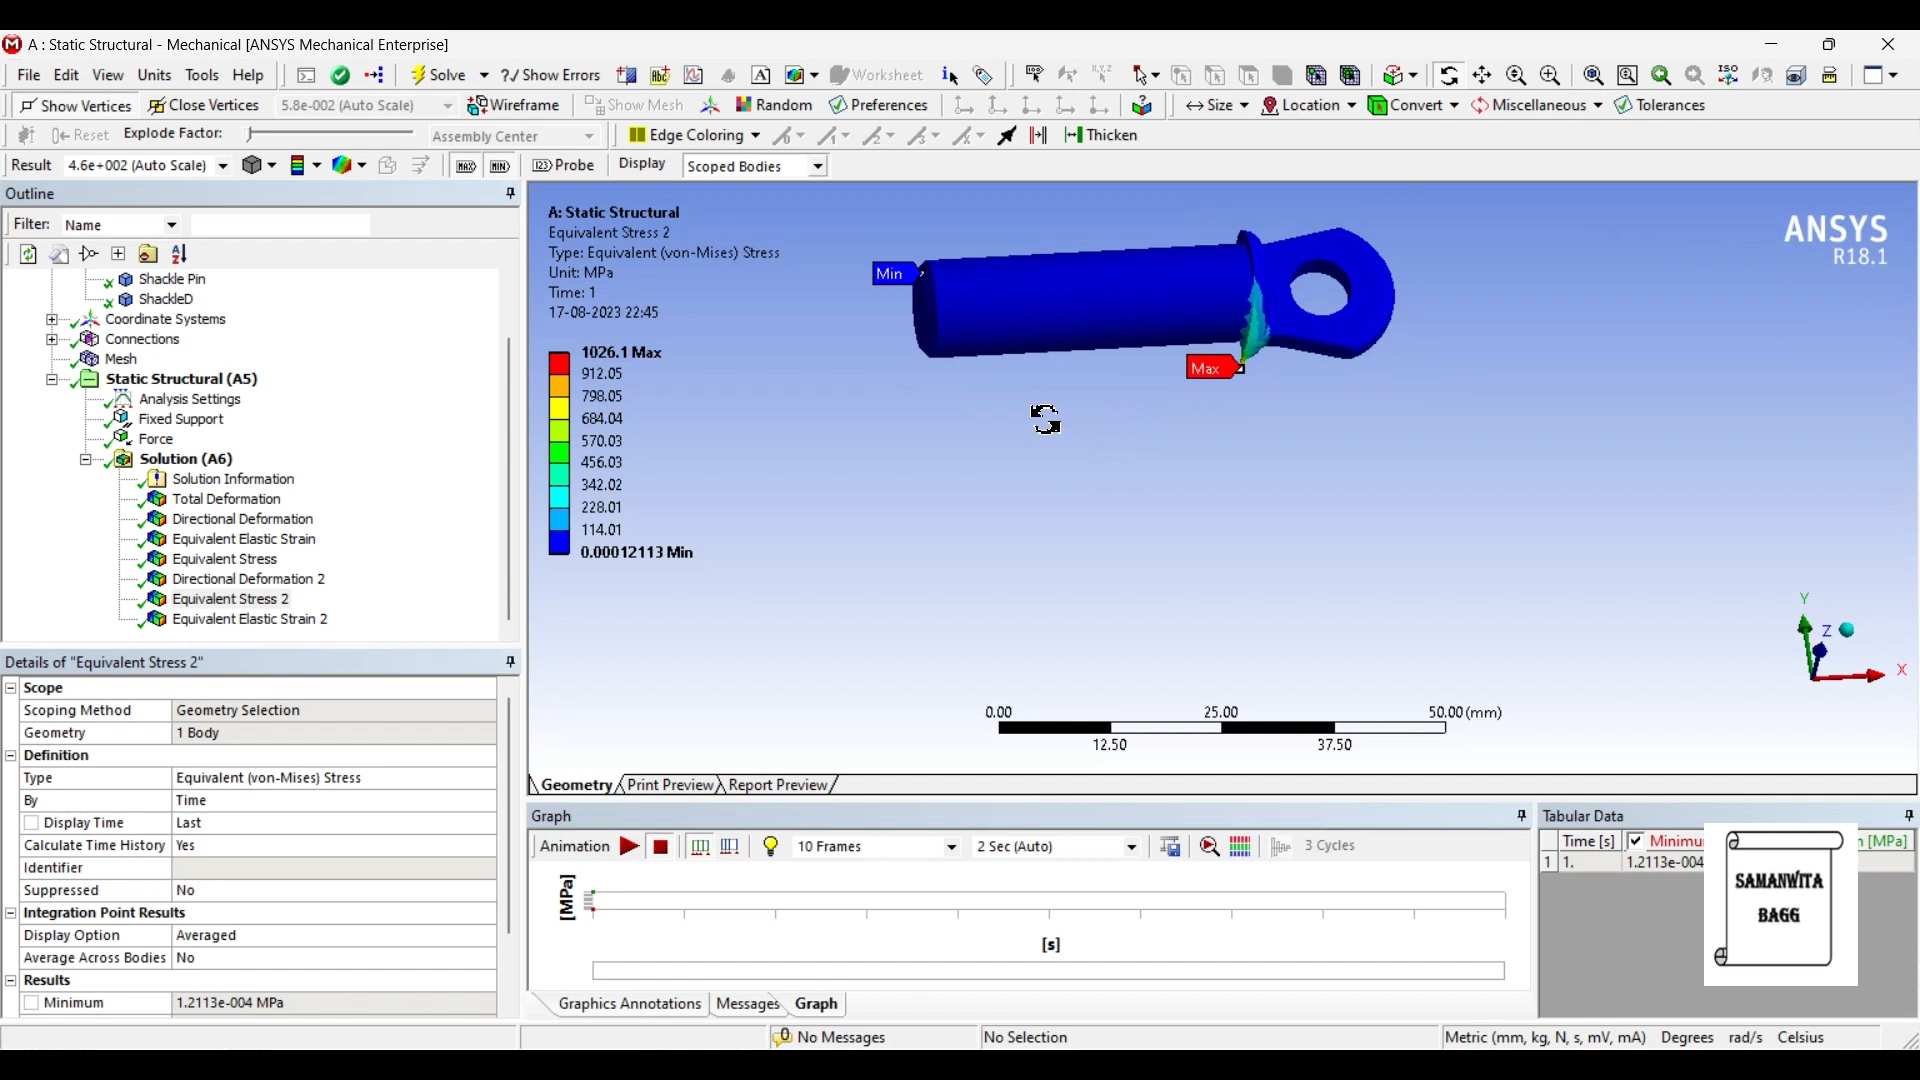 A : Static Structural - Mechanical [ANSYS Mechanical Enterprise]
File Edit View Units Tools Help Solve ?/ Show Errors Worksheet
Show Vertices Close Vertices 5.8e-002 (Auto Scale) Wireframe Show Mesh Random Preferences Size Location Convert Miscellaneous Tolerances
Reset Explode Factor: Assembly Center Edge Coloring Thicken
Result 4.6e+002 (Auto Scale) MAX MIN Probe Display Scoped Bodies
Outline
Filter: Name
Shackle Pin
ShackleD
Coordinate Systems
Connections
Mesh
Static Structural (A5)
Analysis Settings
Fixed Support
Force
Solution (A6)
Solution Information
Total Deformation
Directional Deformation
Equivalent Elastic Strain
Equivalent Stress
Directional Deformation 2
Equivalent Stress 2
Equivalent Elastic Strain 2
Details of "Equivalent Stress 2"
Scope
Scoping Method Geometry Selection
Geometry 1 Body
Definition
Type Equivalent (von-Mises) Stress
By Time
Display Time Last
Calculate Time History Yes
Identifier
Suppressed No
Integration Point Results
Display Option Averaged
Average Across Bodies No
Results
Minimum 1.2113e-004 MPa
A: Static Structural
Equivalent Stress 2
Type: Equivalent (von-Mises) Stress
Unit: MPa
Time: 1
17-08-2023 22:45
1026.1 Max
912.05
798.05
684.04
570.03
456.03
342.02
228.01
114.01
0.00012113 Min
Min
Max
ANSYS
R18.1
Y
Z
X
0.00 25.00 50.00 (mm)
12.50 37.50
Geometry Print Preview Report Preview
Graph
Animation 10 Frames 2 Sec (Auto) 3 Cycles
[MPa]
[s]
Graphics Annotations Messages Graph
Tabular Data
Time [s] Minimu n [MPa]
1 1. 1.2113e-004
SAMANWITA
BAGG
No Messages No Selection Metric (mm, kg, N, s, mV, mA) Degrees rad/s Celsius